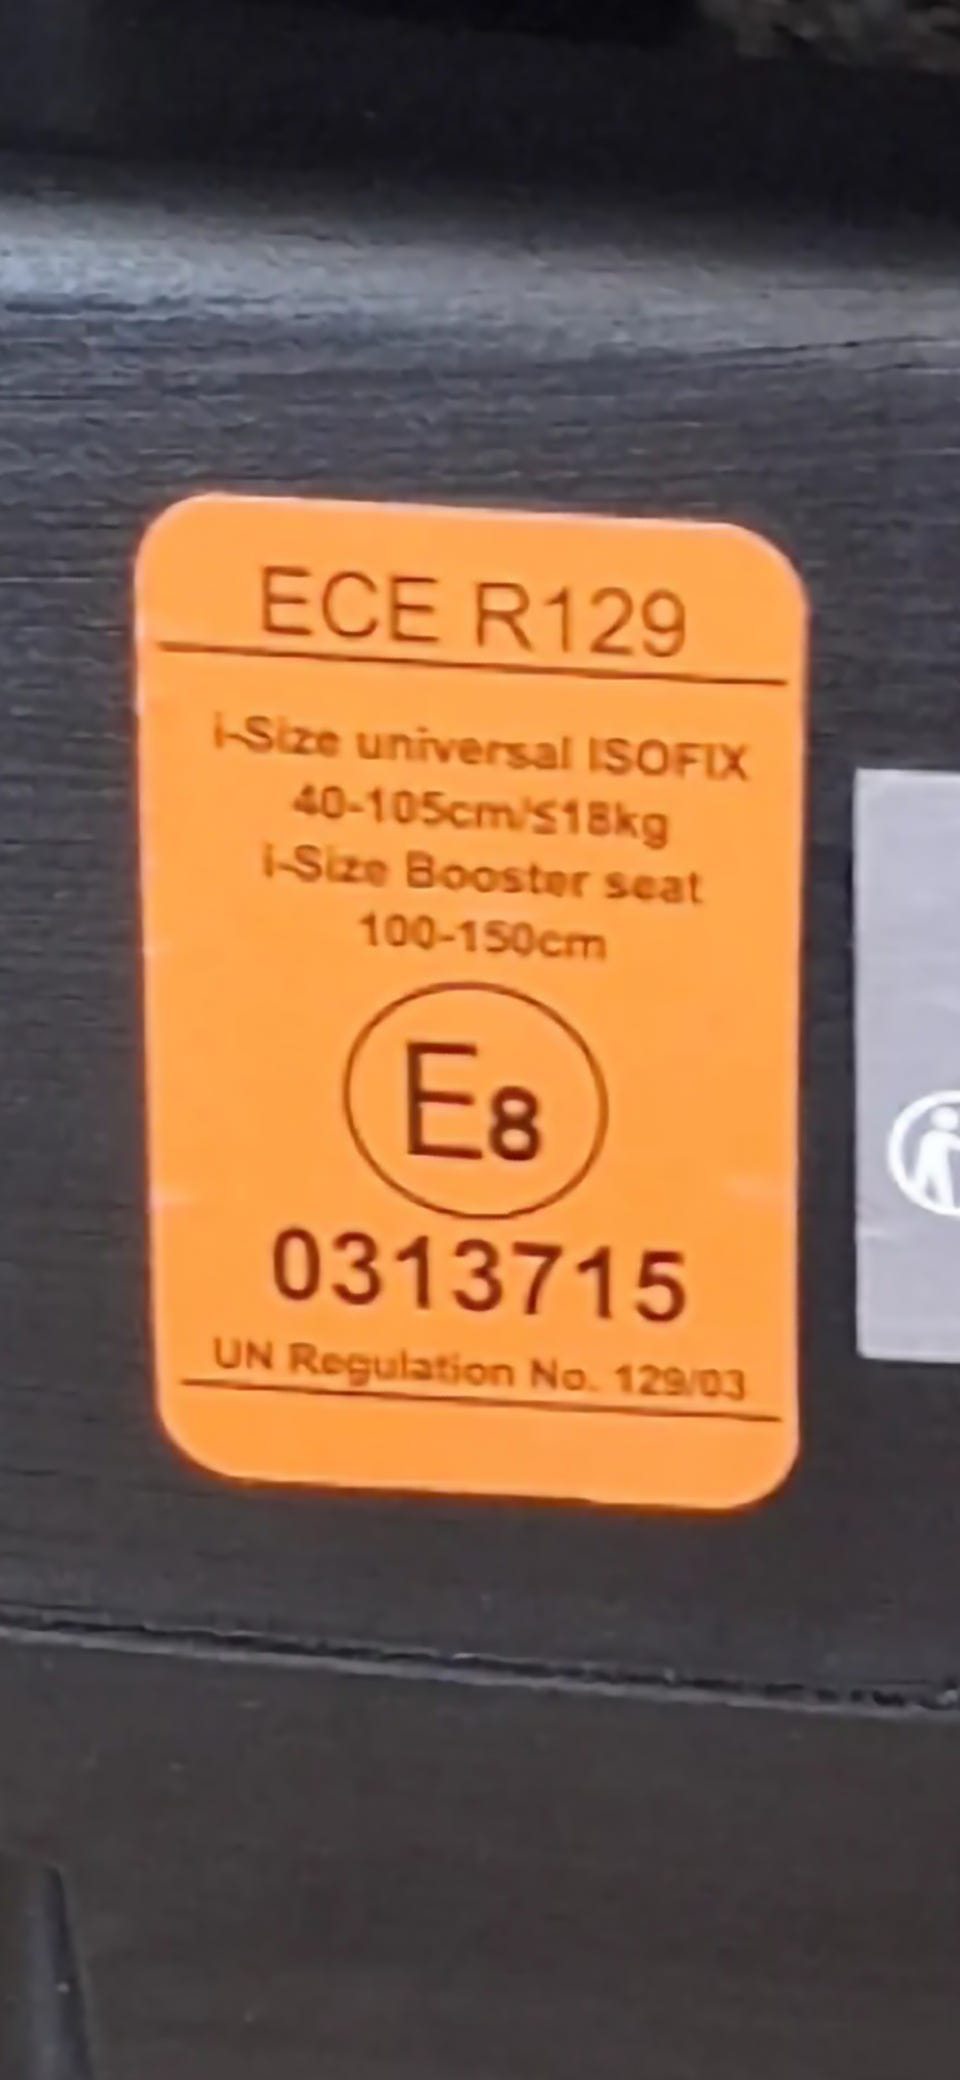 ECE R129
i-Size universal ISOFIX
40-105cm/≤18kg
i-Size Booster seat
100-150cm
E8
0313715
UN Regulation No. 129/03